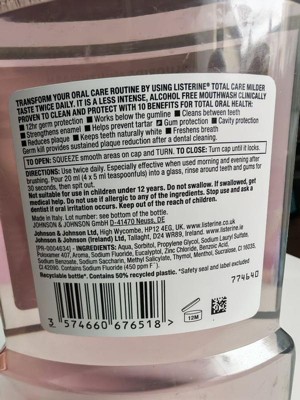 TRANSFORM YOUR ORAL CARE ROUTINE BY USING LISTERINE® TOTAL CARE MILDER
TASTE TWICE DAILY. IT IS A LESS INTENSE, ALCOHOL FREE MOUTHWASH CLINICALLY
PROVEN TO CLEAN AND PROTECT WITH 10 BENEFITS FOR TOTAL ORAL HEALTH:
■ 12hr germ protection ■ Works below the gumline ■ Cleans between teeth
■ Strengthens enamel ■ Helps prevent tartar ■ Gum protection ■ Cavity protection
■ Reduces plaque ■ Keeps teeth naturally white ■ Freshens breath
Germ kill provides sustained plaque reduction after a dental cleaning.
TO OPEN: SQUEEZE smooth areas on cap and TURN. TO CLOSE: Turn cap until it locks.
DIRECTIONS: Use twice daily. Especially effective when used morning and evening after
brushing. Pour 20 ml (4 x 5 ml teaspoonfuls) into a glass, rinse around teeth and gums for
30 seconds, then spit out.
Not suitable for use in children under 12 years. Do not swallow. If swallowed, get
medical help. Do not use if allergic to any of the ingredients. Stop use and ask a
dentist if oral irritation occurs. Keep out of the reach of children.
Made in Italy. Lot number: see bottom of the bottle.
JOHNSON & JOHNSON GmbH D-41470 Neuss, DE
Johnson & Johnson Ltd, High Wycombe, HP12 4EG, UK. www.listerine.co.uk
Johnson & Johnson (Ireland) Ltd, Tallaght, D24 WR89, Ireland. www.listerine.ie
PR-00046345 - INGREDIENTS: Aqua, Sorbitol, Propylene Glycol, Sodium Lauryl Sulfate,
Poloxamer 407, Aroma, Sodium Fluoride, Eucalyptol, Zinc Chloride, Benzoic Acid,
Sodium Benzoate, Sodium Saccharin, Methyl Salicylate, Thymol, Menthol, Sucralose, CI 16035,
CI 42090. Contains Sodium Fluoride (450 ppm F⁻).
Recyclable bottle*. Contains 50% recycled plastic. *Safety seal and label excluded
774640
12M
3 574660 676518 >